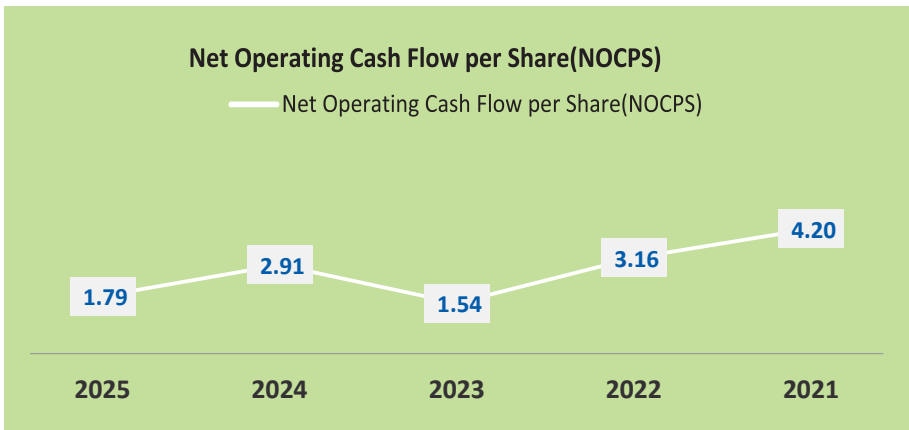 Net Operating Cash Flow per Share(NOCPS)
Net Operating Cash Flow per Share(NOCPS)
4.20
3.16
2.91
1.79
1.54
2025 2024 2023 2022 2021